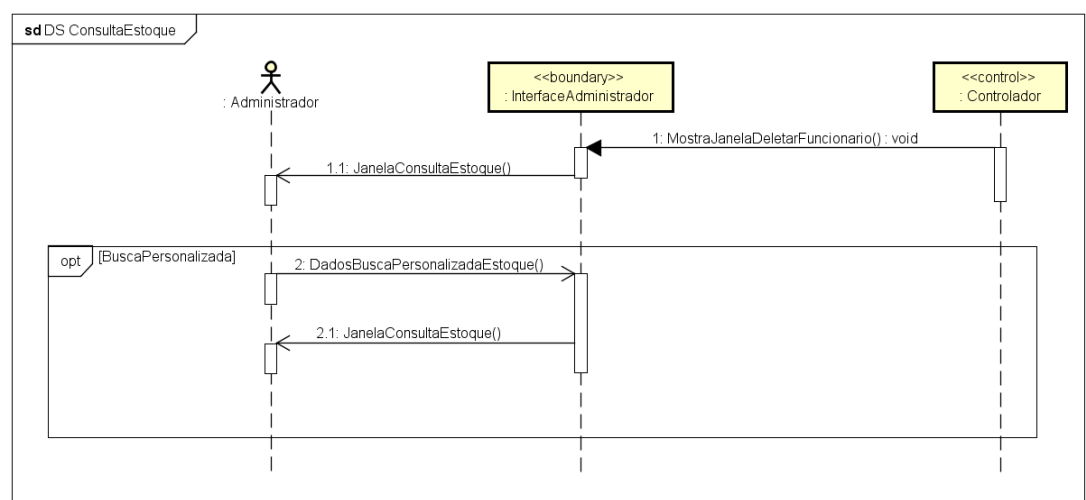 sd DS ConsultaEstoque
: Administrador
<<boundary>>
: InterfaceAdministrador
<<control>>
: Controlador
1: MostraJanelaDeletarFuncionario() : void
1.1: JanelaConsultaEstoque()
opt [BuscaPersonalizada]
2: DadosBuscaPersonalizadaEstoque()
2.1: JanelaConsultaEstoque()